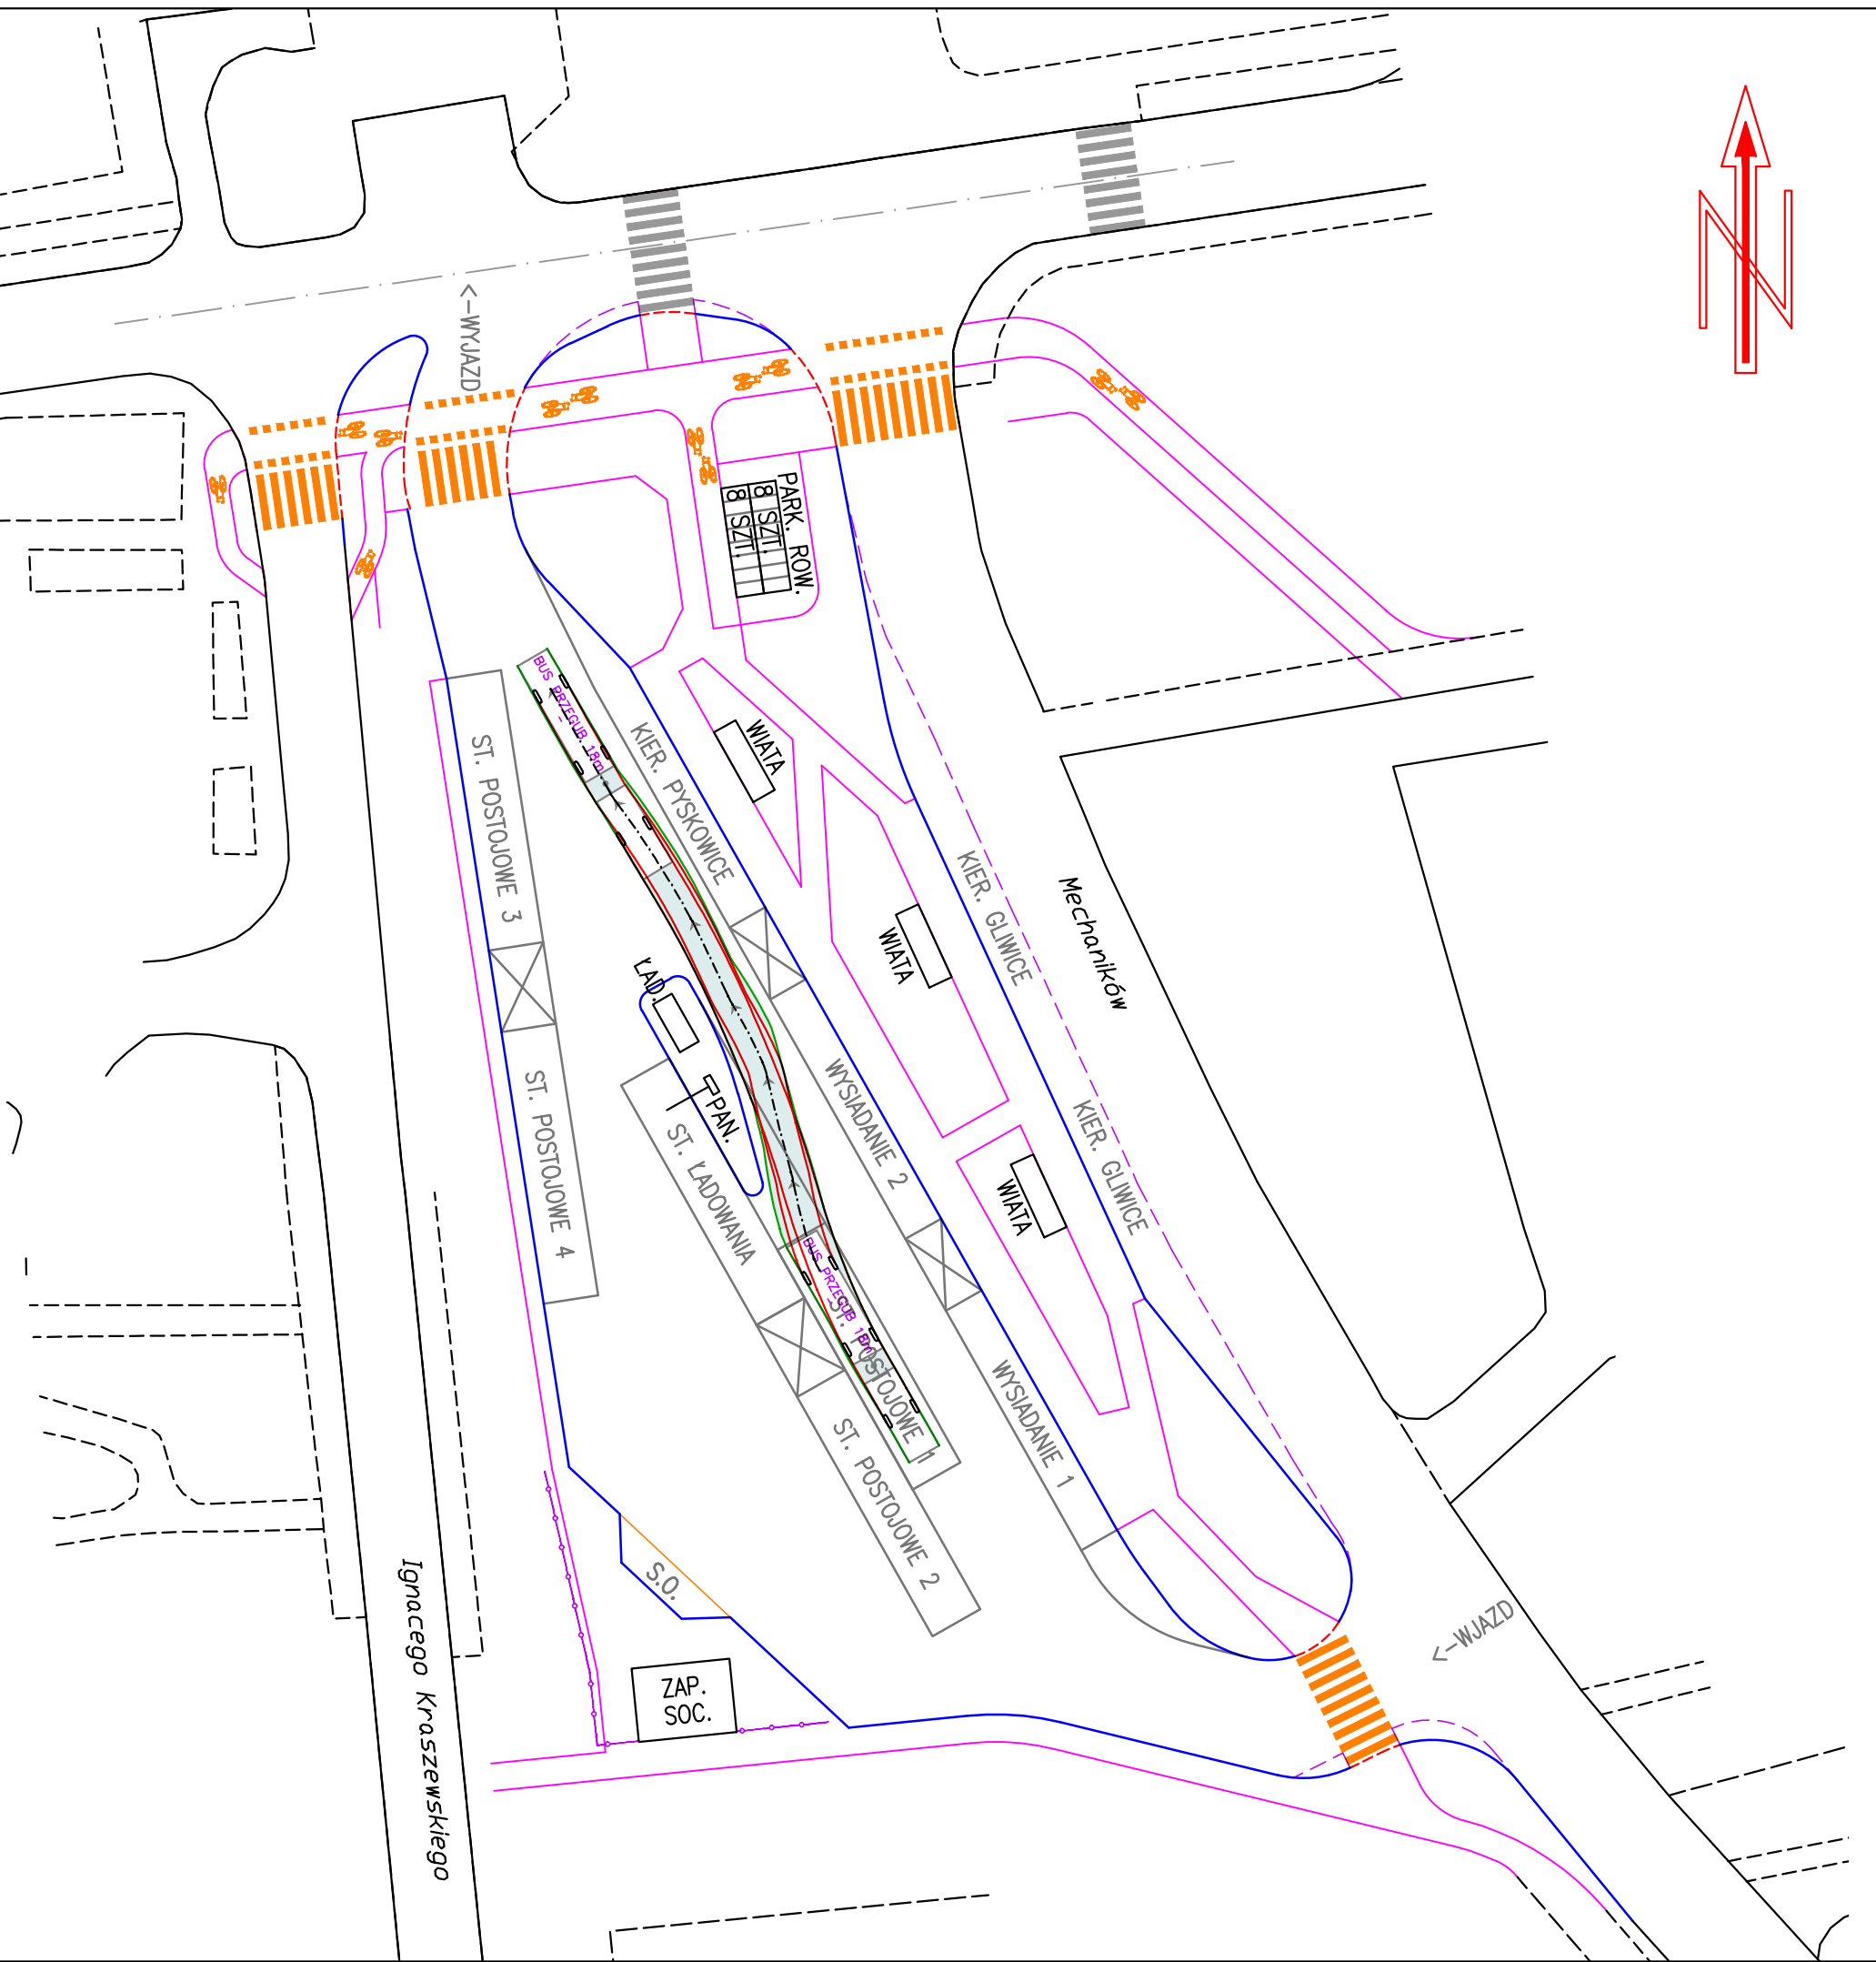 <-WYJAZD
N
PARK. ROW.
8 SZT.
8 SZT.
BUS PRZEGUB. 18m
KIER. PYSKOWICE
WIATA
ST. POSTOJOWE 3
KIER. GLIWICE
WIATA
Mechaników
ŁAD.
PAN.
ST. POSTOJOWE 4
ST. ŁADOWANIA
WYSIADANIE 2
KIER. GLIWICE
WIATA
BUS PRZEGUB. 18m
ST. POSTOJOWE 1
WYSIADANIE 1
ST. POSTOJOWE 2
S.O.
<-WJAZD
ZAP.
SOC.
Ignacego Kraszewskiego